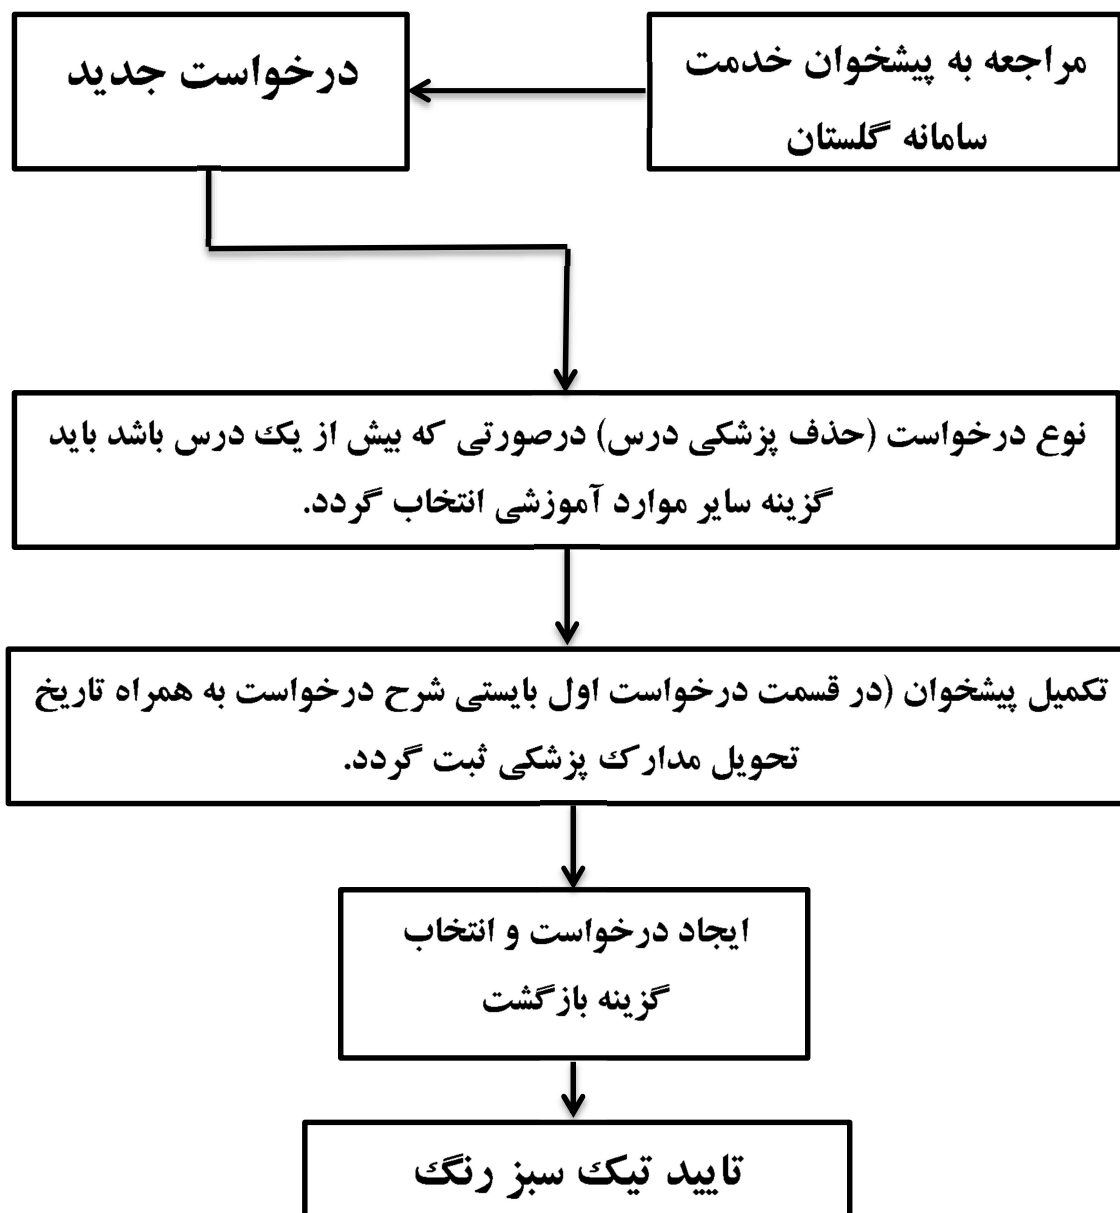 مراجعه به پیشخوان خدمت
سامانه گلستان
درخواست جدید
نوع درخواست (حذف پزشکی درس) درصورتی که بیش از یک درس باشد باید
گزینه سایر موارد آموزشی انتخاب گردد.
تکمیل پیشخوان (در قسمت درخواست اول بایستی شرح درخواست به همراه تاریخ
تحویل مدارک پزشکی ثبت گردد.
ایجاد درخواست و انتخاب
گزینه بازگشت
تایید تیک سبز رنگ